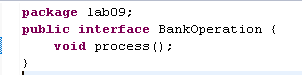 package lab09;
public interface BankOperation {
    void process();
}